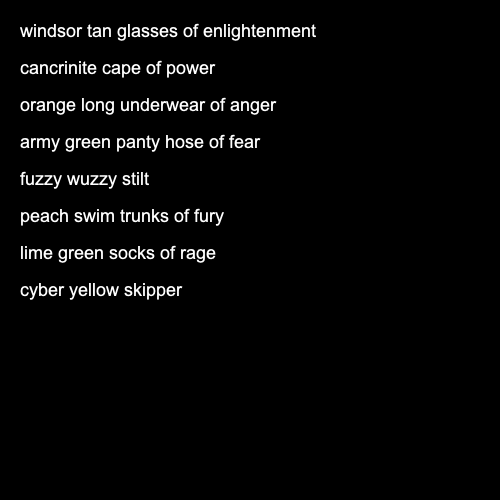 windsor tan glasses of enlightenment
cancrinite cape of power
orange long underwear of anger
army green panty hose of fear
fuzzy wuzzy stilt
peach swim trunks of fury
lime green socks of rage
cyber yellow skipper